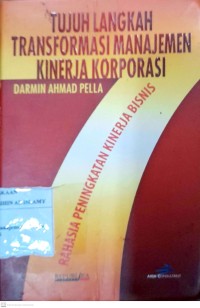 TUJUH LANGKAH
TRANSFORMASI MANAJEMEN
KINERJA KORPORASI
DARMIN AHMAD PELLA
RAHASIA PENINGKATAN KINERJA BISNIS